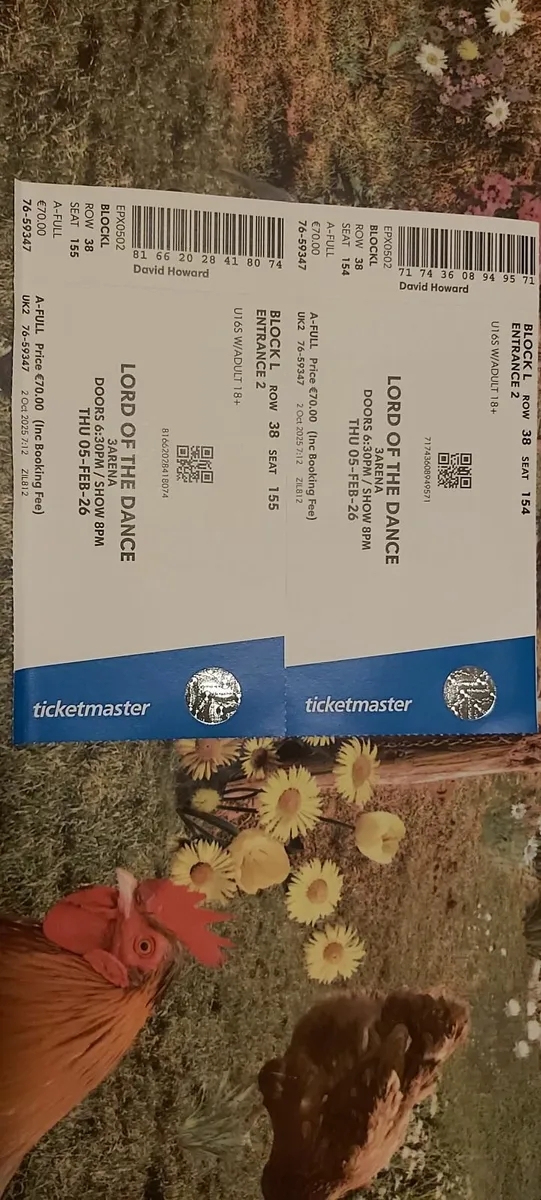 EPX0502
BLOCKL
ROW 38
SEAT 154
A-FULL
€70.00
76-59347
71 74 36 08 94 95 71
David Howard
BLOCK L ROW 38 SEAT 154
ENTRANCE 2
U16S W/ADULT 18+
71743608949571
LORD OF THE DANCE
3ARENA
DOORS 6:30PM / SHOW 8PM
THU 05-FEB-26
A-FULL Price €70.00 (Inc Booking Fee)
UK2 76-59347 2 Oct 2025 7:12 ZIL812
ticketmaster
EPX0502
BLOCKL
ROW 38
SEAT 155
A-FULL
€70.00
76-59347
81 66 20 28 41 80 74
David Howard
BLOCK L ROW 38 SEAT 155
ENTRANCE 2
U16S W/ADULT 18+
81662028418074
LORD OF THE DANCE
3ARENA
DOORS 6:30PM / SHOW 8PM
THU 05-FEB-26
A-FULL Price €70.00 (Inc Booking Fee)
UK2 76-59347 2 Oct 2025 7:12 ZIL812
ticketmaster